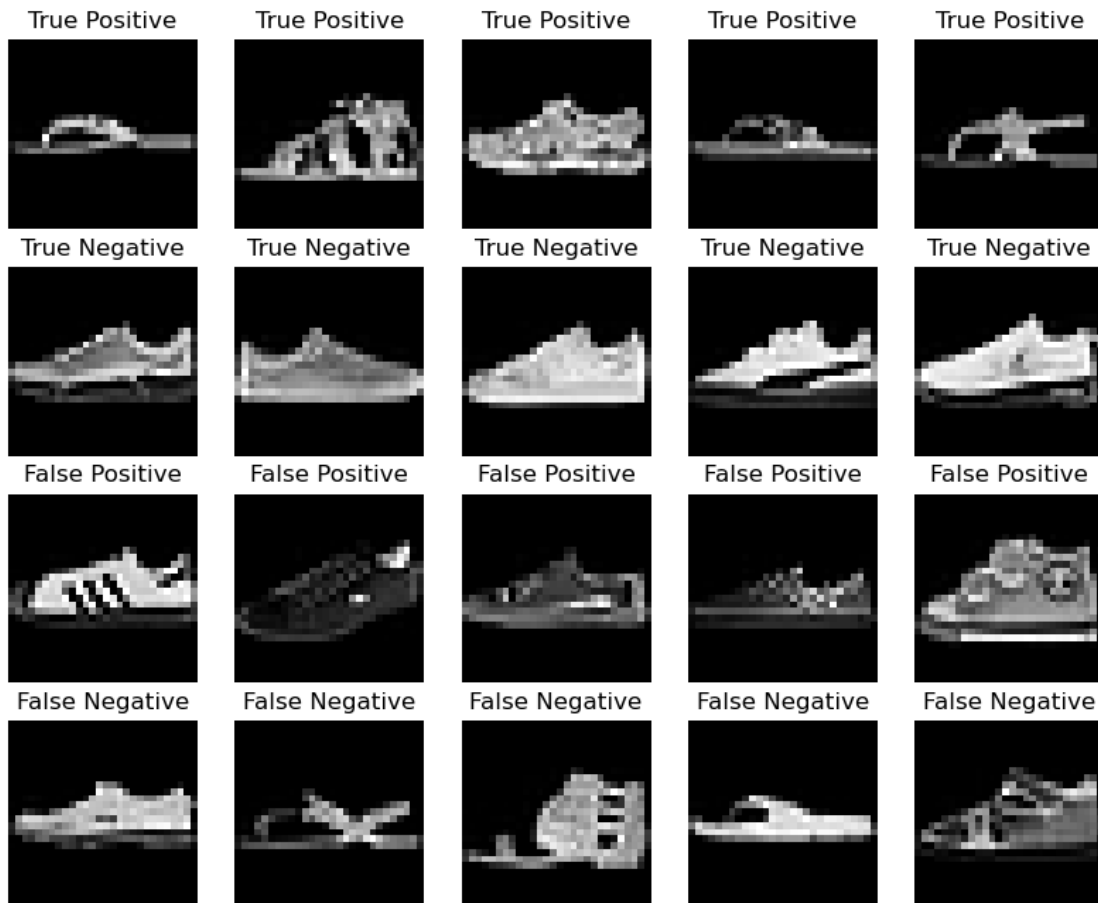 True Positive True Positive True Positive True Positive True Positive
True Negative True Negative True Negative True Negative True Negative
False Positive False Positive False Positive False Positive False Positive
False Negative False Negative False Negative False Negative False Negative